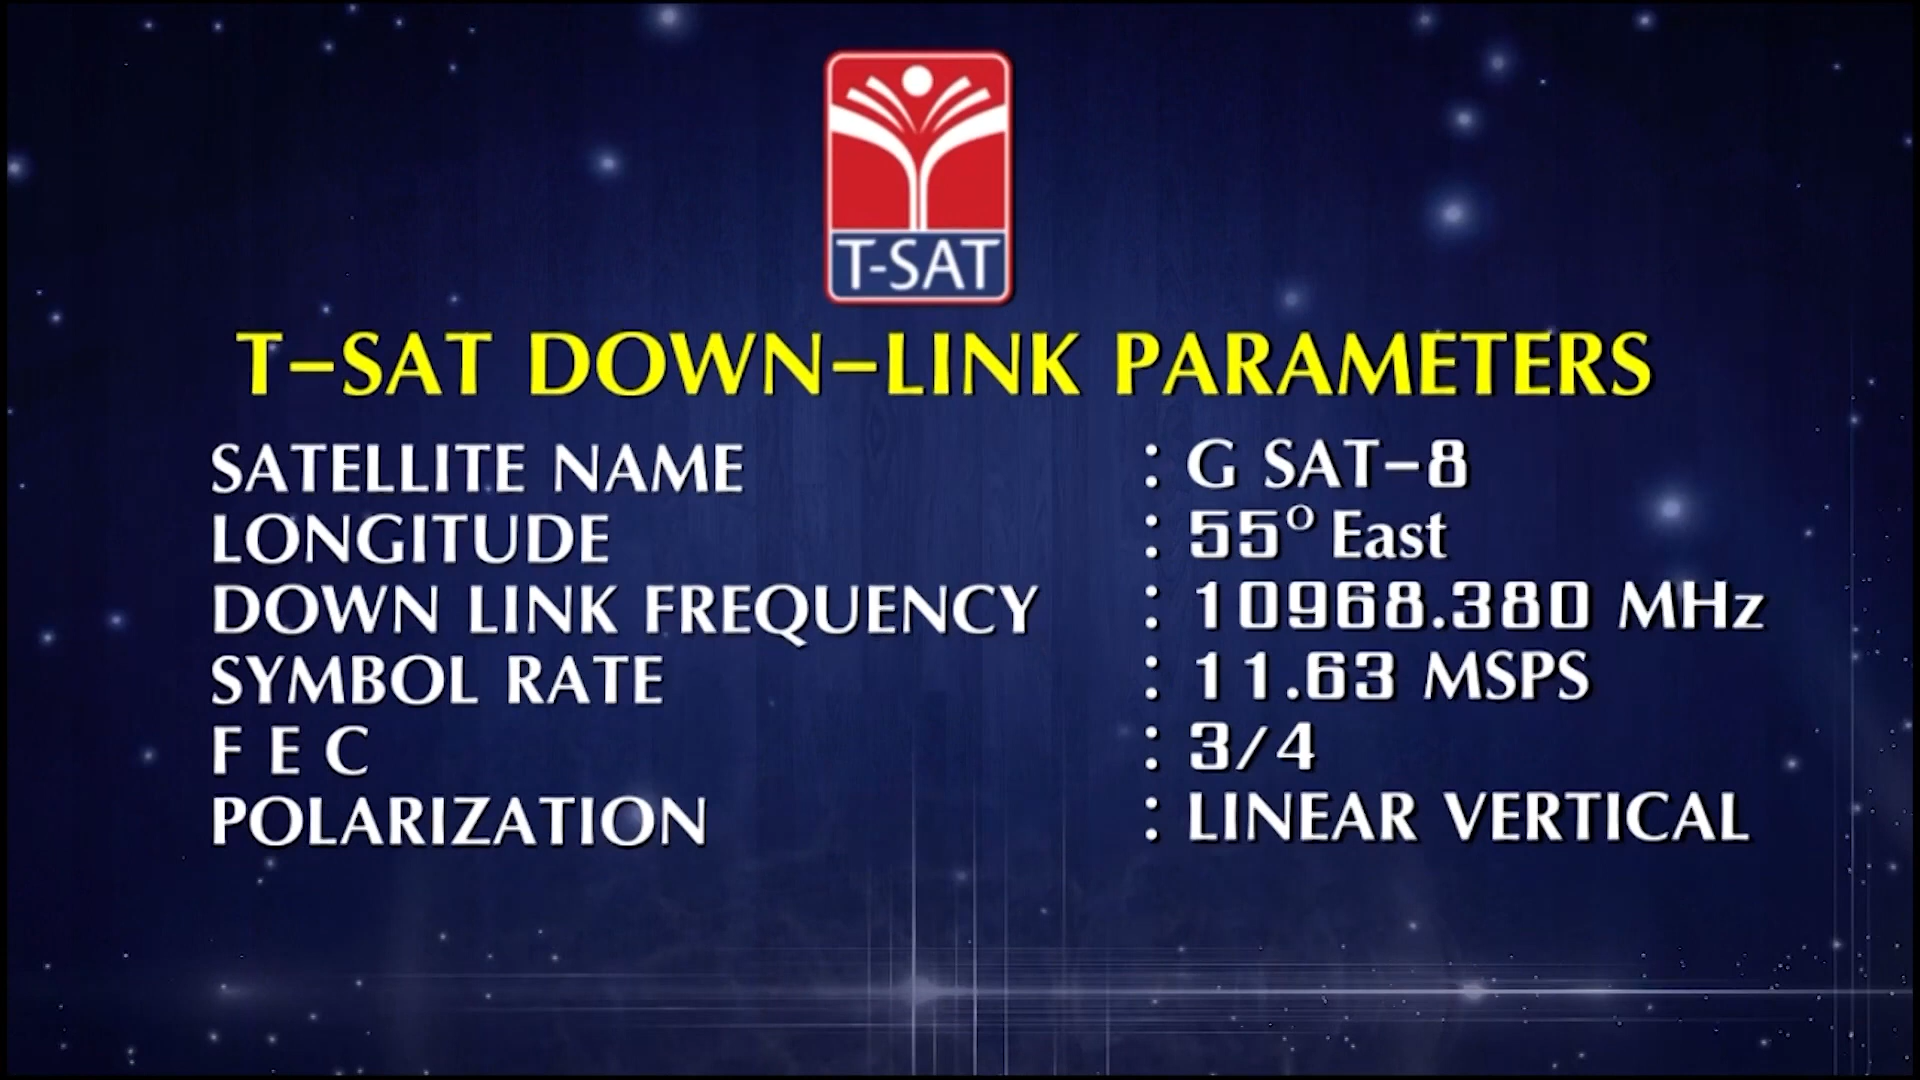 T-SAT
T-SAT DOWN-LINK PARAMETERS
SATELLITE NAME : G SAT-8
LONGITUDE : 55° East
DOWN LINK FREQUENCY : 10968.380 MHz
SYMBOL RATE : 11.63 MSPS
F E C : 3/4
POLARIZATION : LINEAR VERTICAL